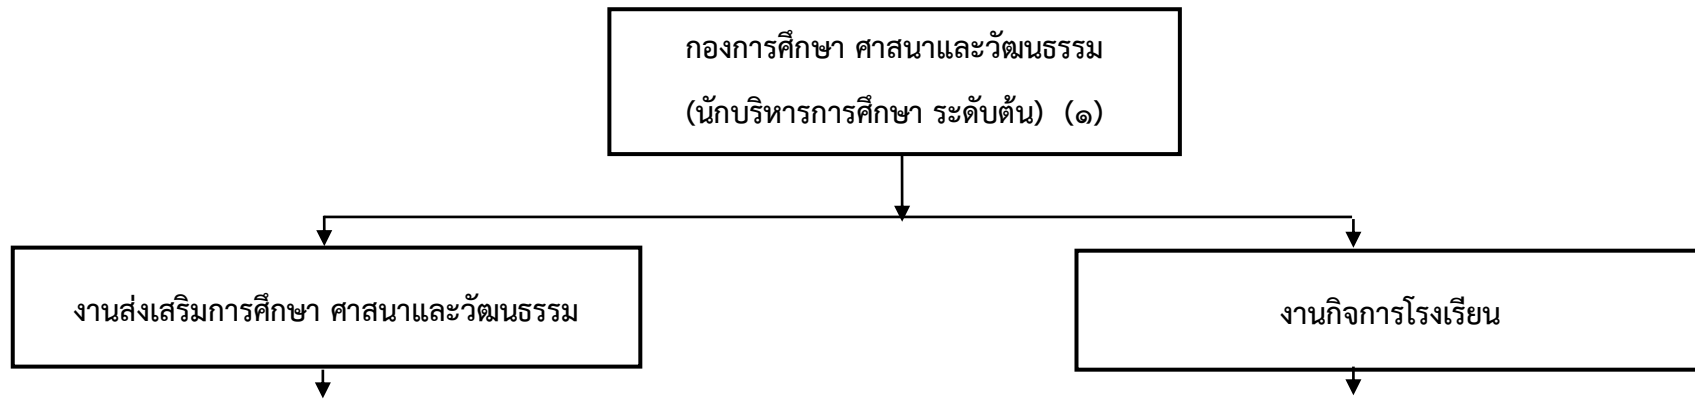 กองการศึกษา ศาสนาและวัฒนธรรม
(นักบริหารการศึกษา ระดับต้น) (๑)
งานส่งเสริมการศึกษา ศาสนาและวัฒนธรรม
งานกิจการโรงเรียน